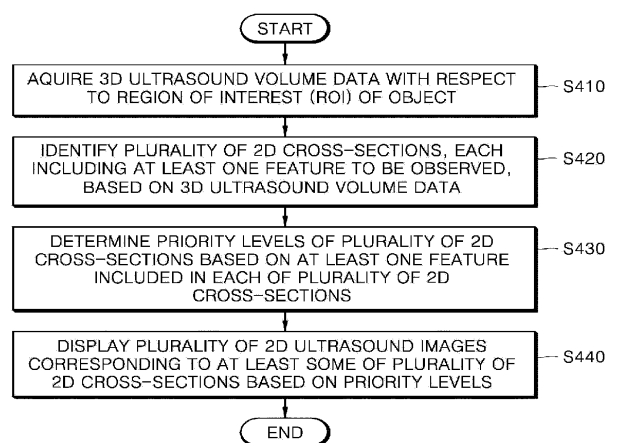 START
AQUIRE 3D ULTRASOUND VOLUME DATA WITH RESPECT
TO REGION OF INTEREST (ROI) OF OBJECT
S410
IDENTIFY PLURALITY OF 2D CROSS-SECTIONS, EACH
INCLUDING AT LEAST ONE FEATURE TO BE OBSERVED,
BASED ON 3D ULTRASOUND VOLUME DATA
S420
DETERMINE PRIORITY LEVELS OF PLURALITY OF 2D
CROSS-SECTIONS BASED ON AT LEAST ONE FEATURE
INCLUDED IN EACH OF PLURALITY OF 2D
CROSS-SECTIONS
S430
DISPLAY PLURALITY OF 2D ULTRASOUND IMAGES
CORRESPONDING TO AT LEAST SOME OF PLURALITY OF
2D CROSS-SECTIONS BASED ON PRIORITY LEVELS
S440
END